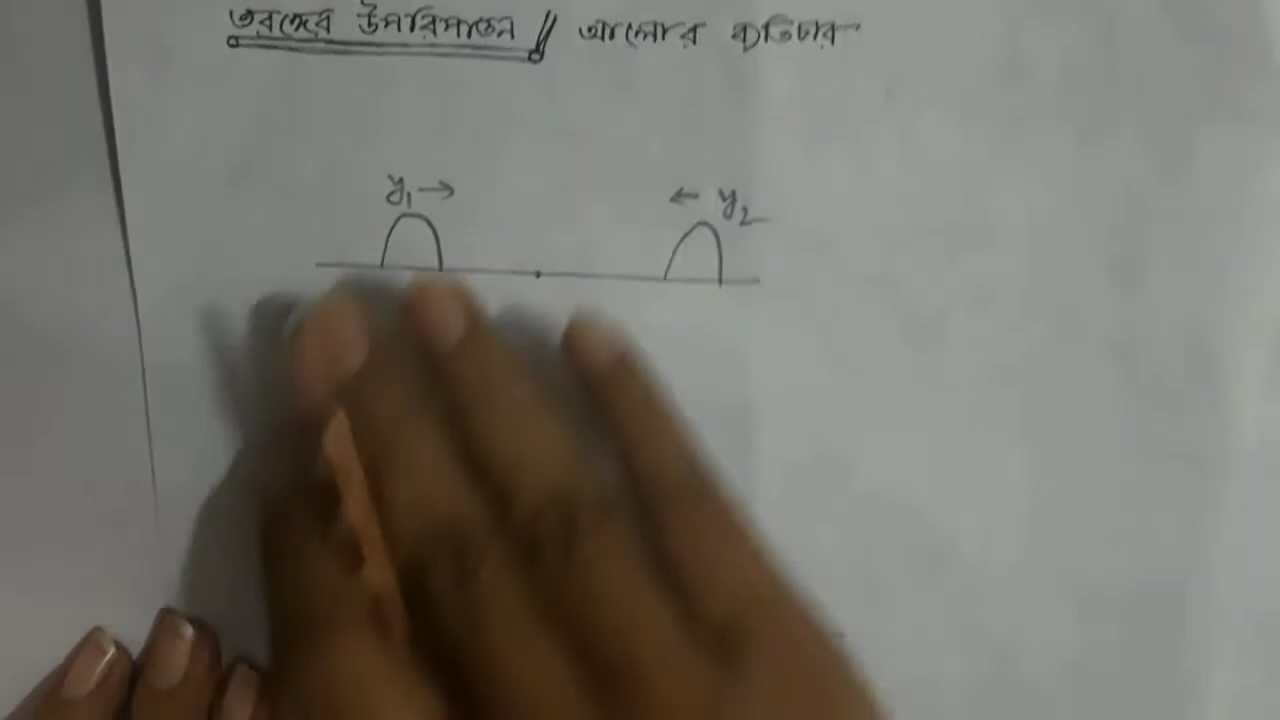 তরঙ্গের উপরিপাতন // আলোর ব্যতিচার
y₁→ ← y₂